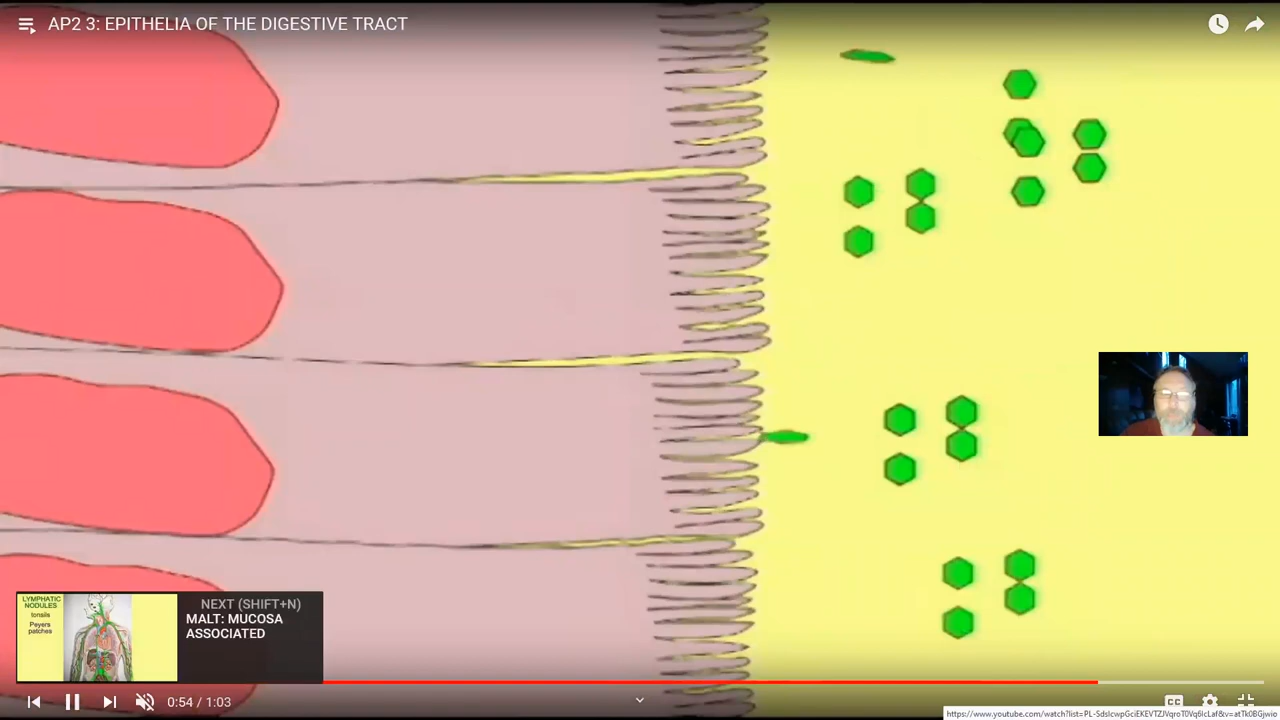 AP2 3: EPITHELIA OF THE DIGESTIVE TRACT
LYMPHATIC
NODULES
tonsils
Peyers
patches
NEXT (SHIFT+N)
MALT: MUCOSA
ASSOCIATED
0:54 / 1:03
CC